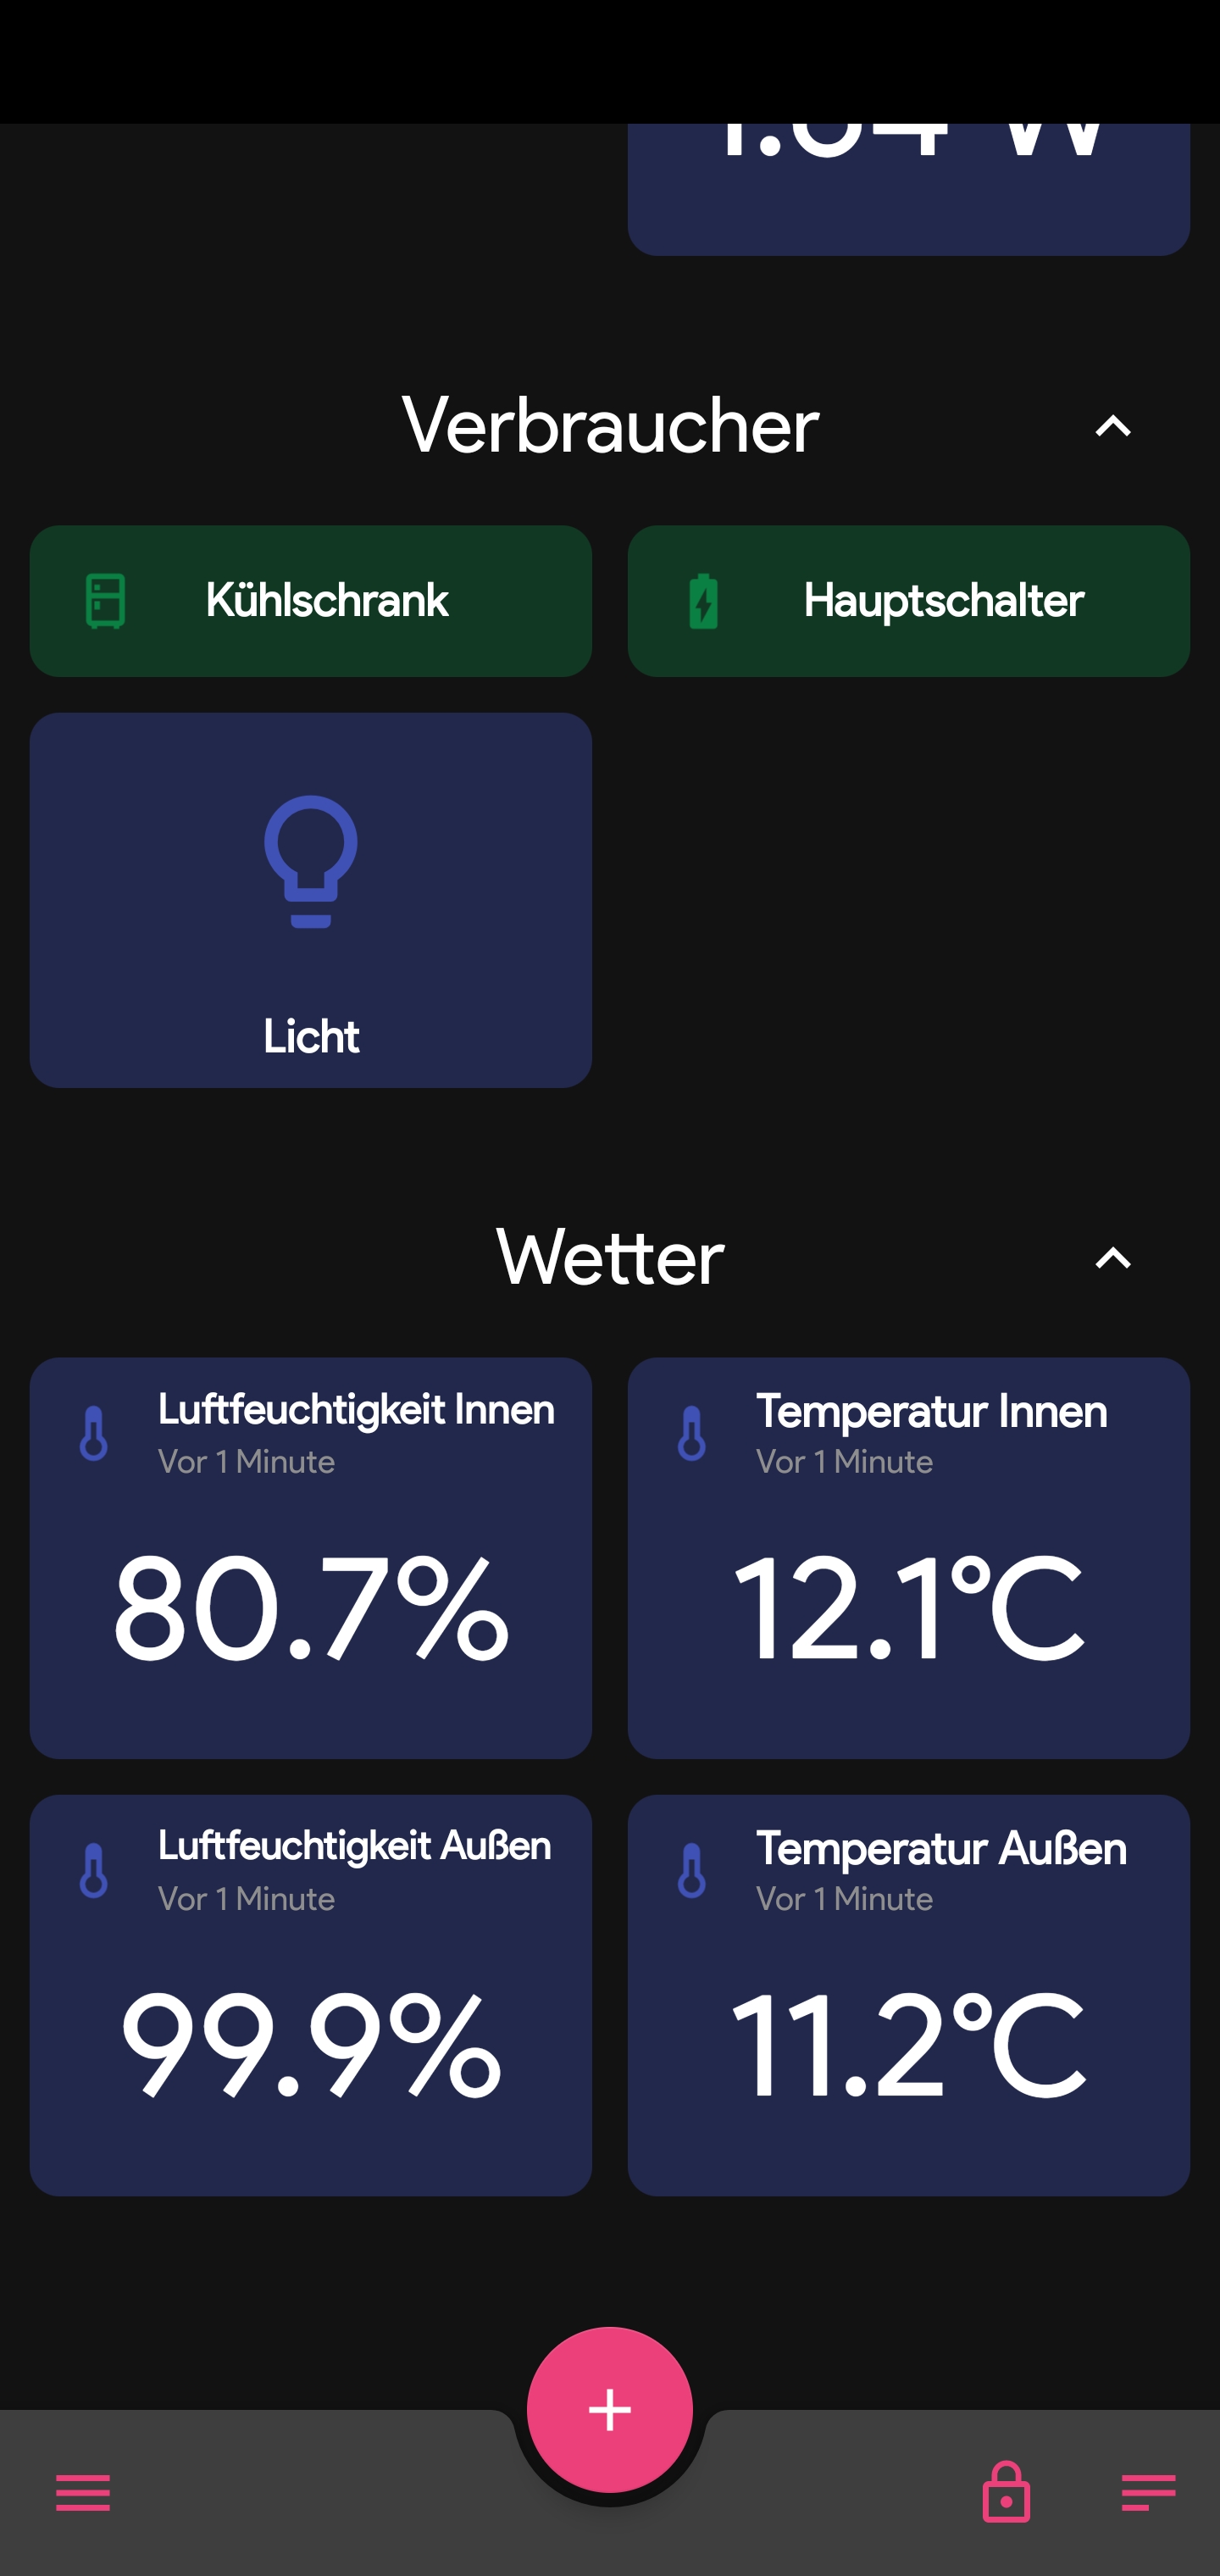 Verbraucher
Kühlschrank
Hauptschalter
Licht
Wetter
Luftfeuchtigkeit Innen
Vor 1 Minute
80.7%
Temperatur Innen
Vor 1 Minute
12.1°C
Luftfeuchtigkeit Außen
Vor 1 Minute
99.9%
Temperatur Außen
Vor 1 Minute
11.2°C